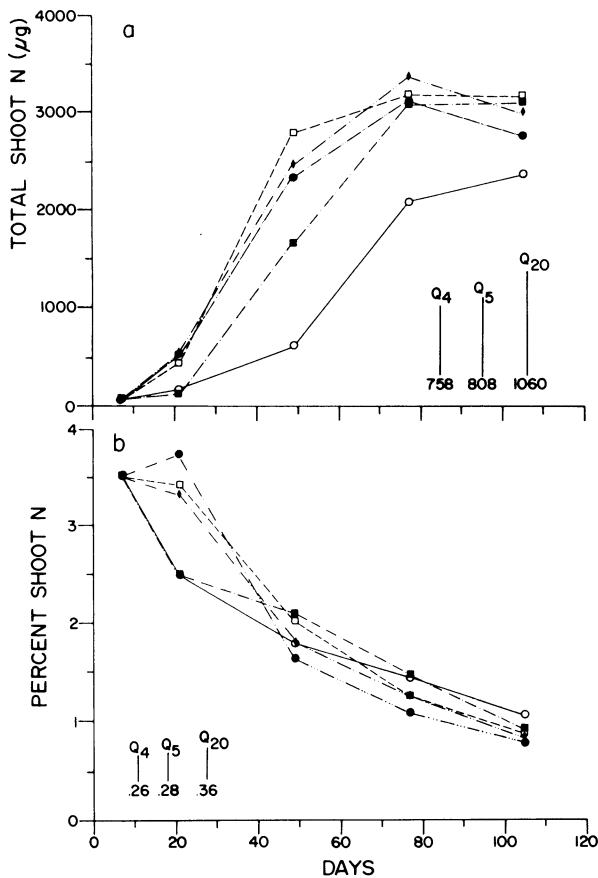 a
TOTAL SHOOT N (µg)
4000
3000
2000
1000
0
Q4
Q5
Q20
758
808
1060
b
PERCENT SHOOT N
4
3
2
1
0
Q4
Q5
Q20
.26
.28
.36
0 20 40 60 80 100 120
DAYS